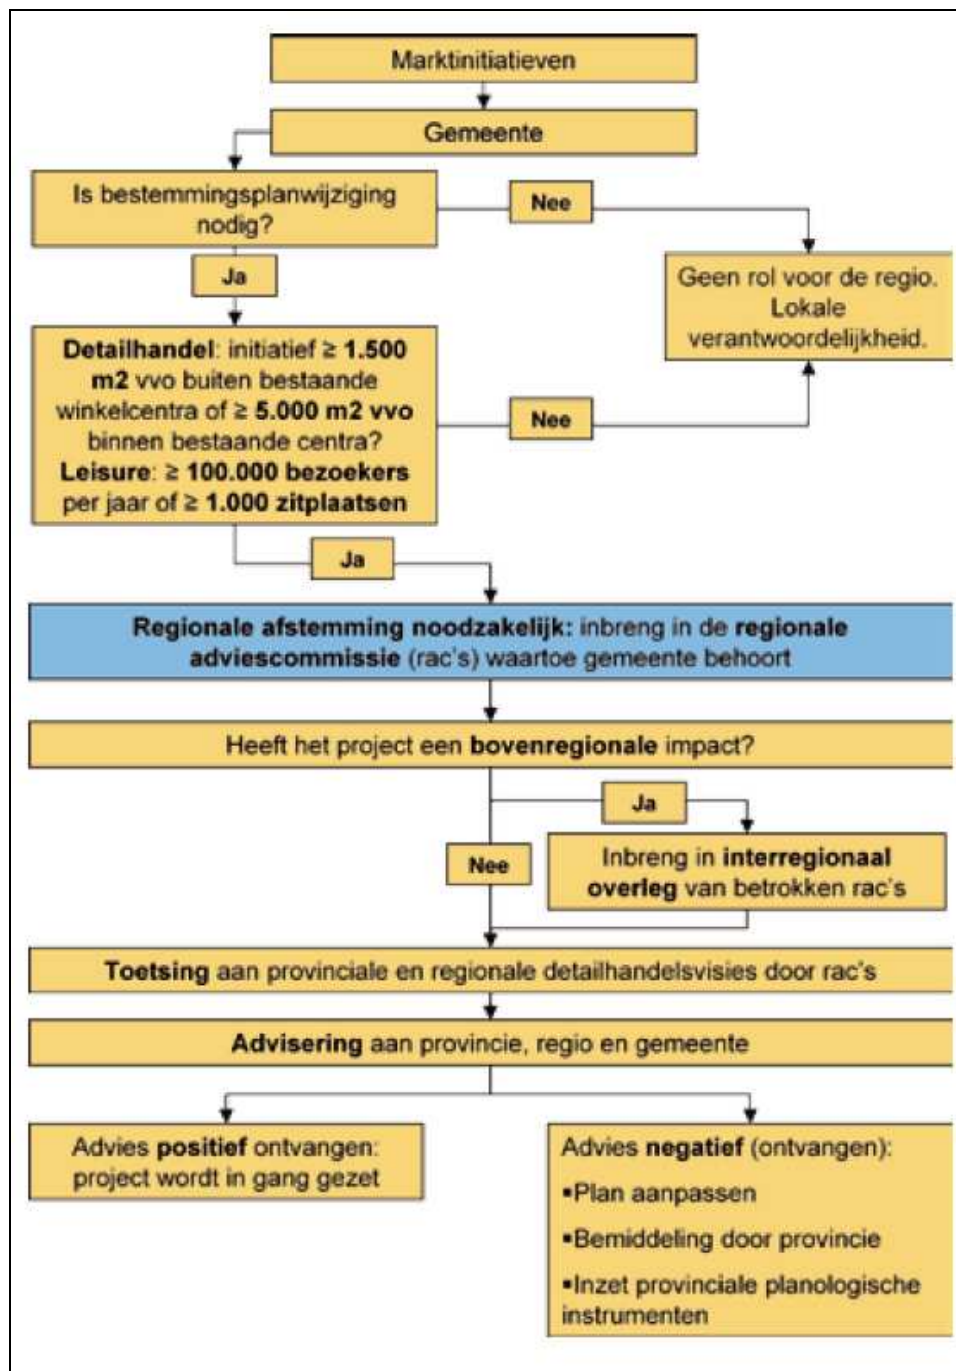 Marktinitiatieven
Gemeente
Is bestemmingsplanwijziging
nodig?
Nee
Ja
Geen rol voor de regio.
Lokale
verantwoordelijkheid.
Detailhandel: initiatief ≥ 1.500
m2 vvo buiten bestaande
winkelcentra of ≥ 5.000 m2 vvo
binnen bestaande centra?
Leisure: ≥ 100.000 bezoekers
per jaar of ≥ 1.000 zitplaatsen
Nee
Ja
Regionale afstemming noodzakelijk: inbreng in de regionale
adviescommissie (rac's) waartoe gemeente behoort
Heeft het project een bovenregionale impact?
Ja
Nee
Inbreng in interregionaal
overleg van betrokken rac's
Toetsing aan provinciale en regionale detailhandelsvisies door rac's
Advisering aan provincie, regio en gemeente
Advies positief ontvangen:
project wordt in gang gezet
Advies negatief (ontvangen):
▪Plan aanpassen
▪Bemiddeling door provincie
▪Inzet provinciale planologische
instrumenten